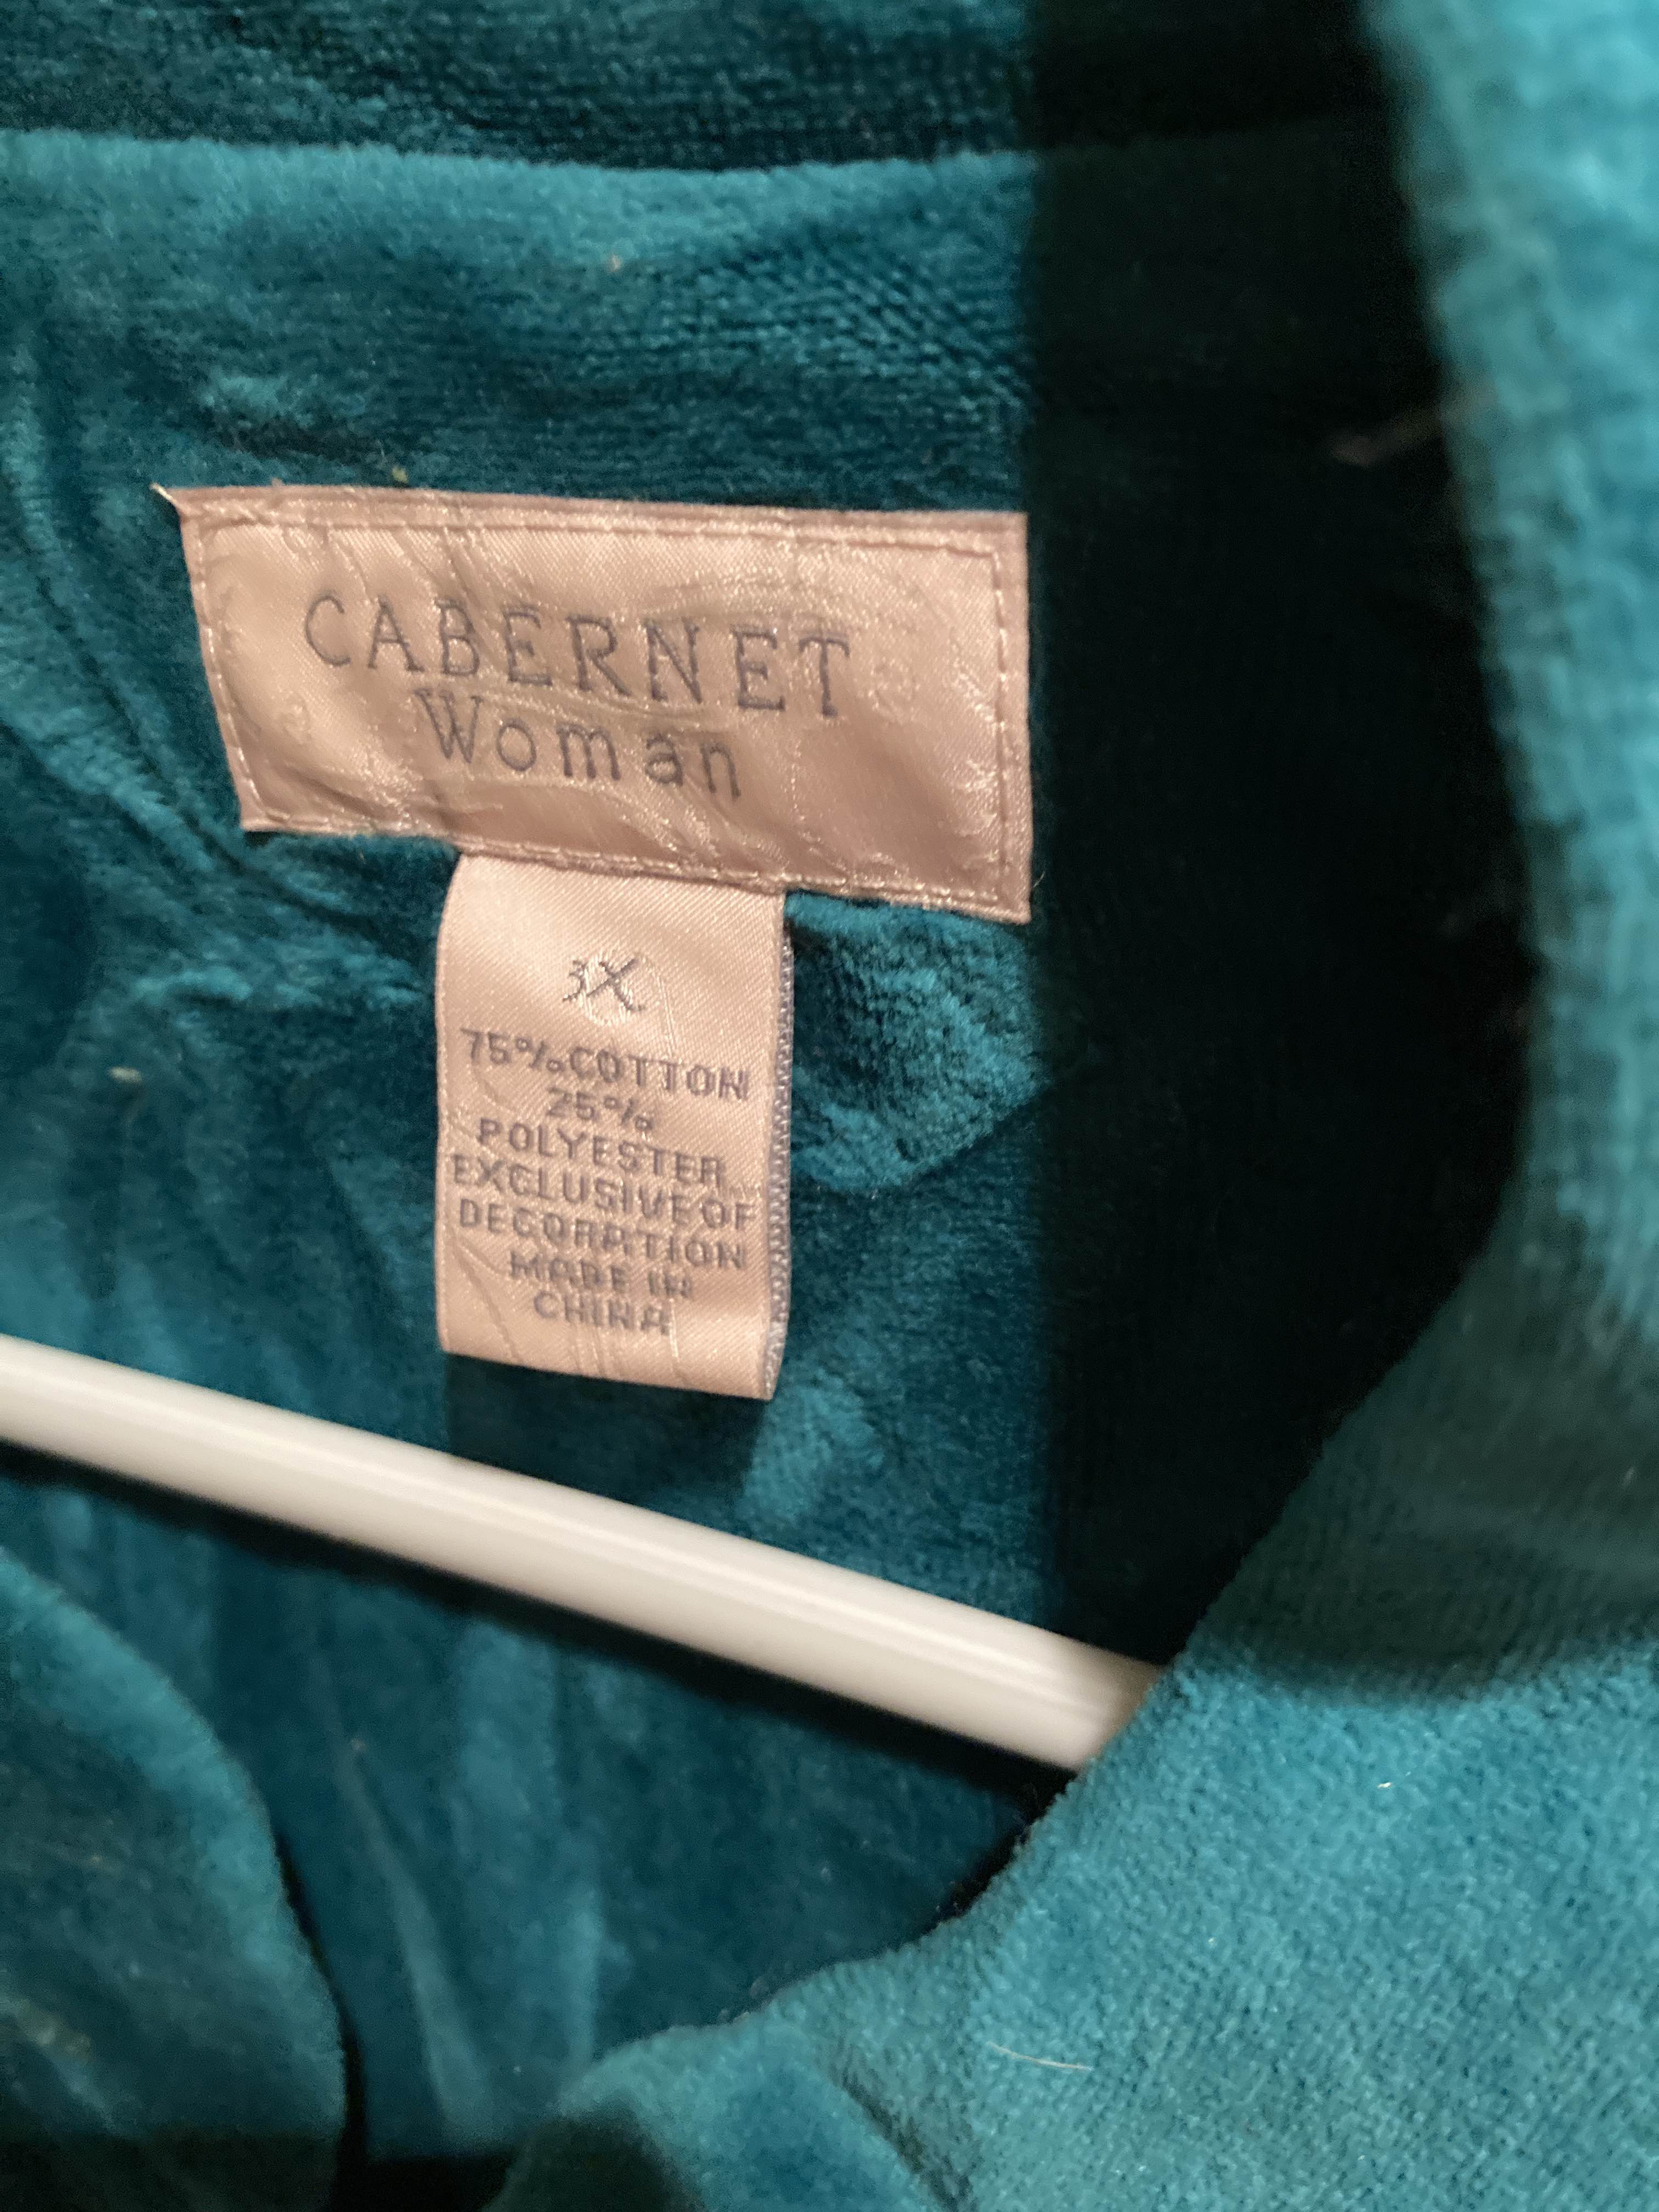 CABERNET
Woman
3X
75%COTTON
25%
POLYESTER
EXCLUSIVE OF
DECORATION
MADE IN
CHINA